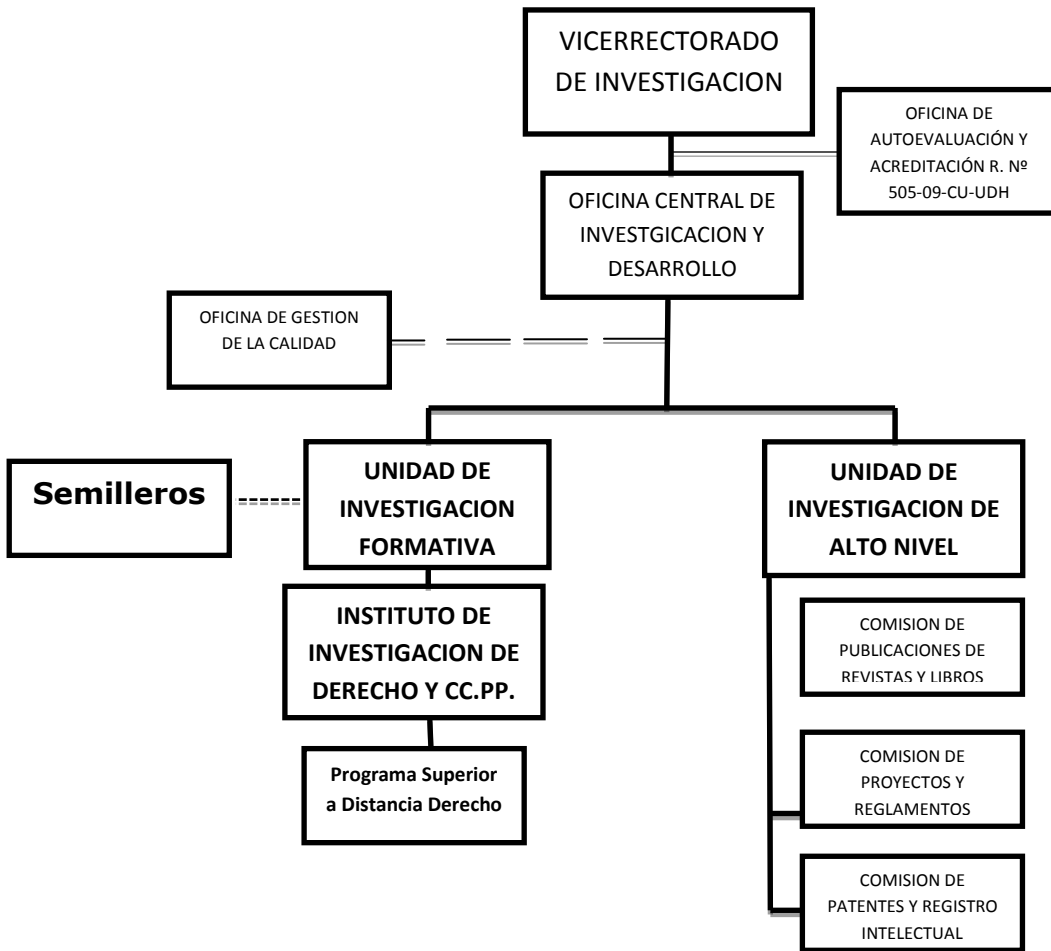 VICERRECTORADO
DE INVESTIGACION
OFICINA DE
AUTOEVALUACIÓN Y
ACREDITACIÓN R. Nº
505-09-CU-UDH
OFICINA CENTRAL DE
INVESTGICACION Y
DESARROLLO
OFICINA DE GESTION
DE LA CALIDAD
Semilleros
UNIDAD DE
INVESTIGACION
FORMATIVA
UNIDAD DE
INVESTIGACION DE
ALTO NIVEL
INSTITUTO DE
INVESTIGACION DE
DERECHO Y CC.PP.
Programa Superior
a Distancia Derecho
COMISION DE
PUBLICACIONES DE
REVISTAS Y LIBROS
COMISION DE
PROYECTOS Y
REGLAMENTOS
COMISION DE
PATENTES Y REGISTRO
INTELECTUAL